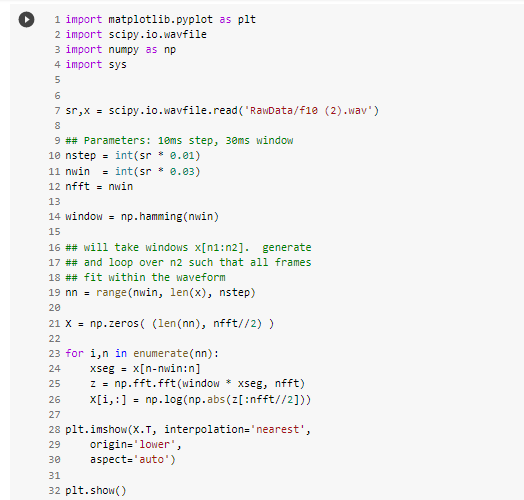 1 import matplotlib.pyplot as plt
2 import scipy.io.wavfile
3 import numpy as np
4 import sys
5
6
7 sr,x = scipy.io.wavfile.read('RawData/f10 (2).wav')
8
9 ## Parameters: 10ms step, 30ms window
10 nstep = int(sr * 0.01)
11 nwin  = int(sr * 0.03)
12 nfft = nwin
13
14 window = np.hamming(nwin)
15
16 ## will take windows x[n1:n2].  generate
17 ## and loop over n2 such that all frames
18 ## fit within the waveform
19 nn = range(nwin, len(x), nstep)
20
21 X = np.zeros( (len(nn), nfft//2) )
22
23 for i,n in enumerate(nn):
24     xseg = x[n-nwin:n]
25     z = np.fft.fft(window * xseg, nfft)
26     X[i,:] = np.log(np.abs(z[:nfft//2]))
27
28 plt.imshow(X.T, interpolation='nearest',
29     origin='lower',
30     aspect='auto')
31
32 plt.show()